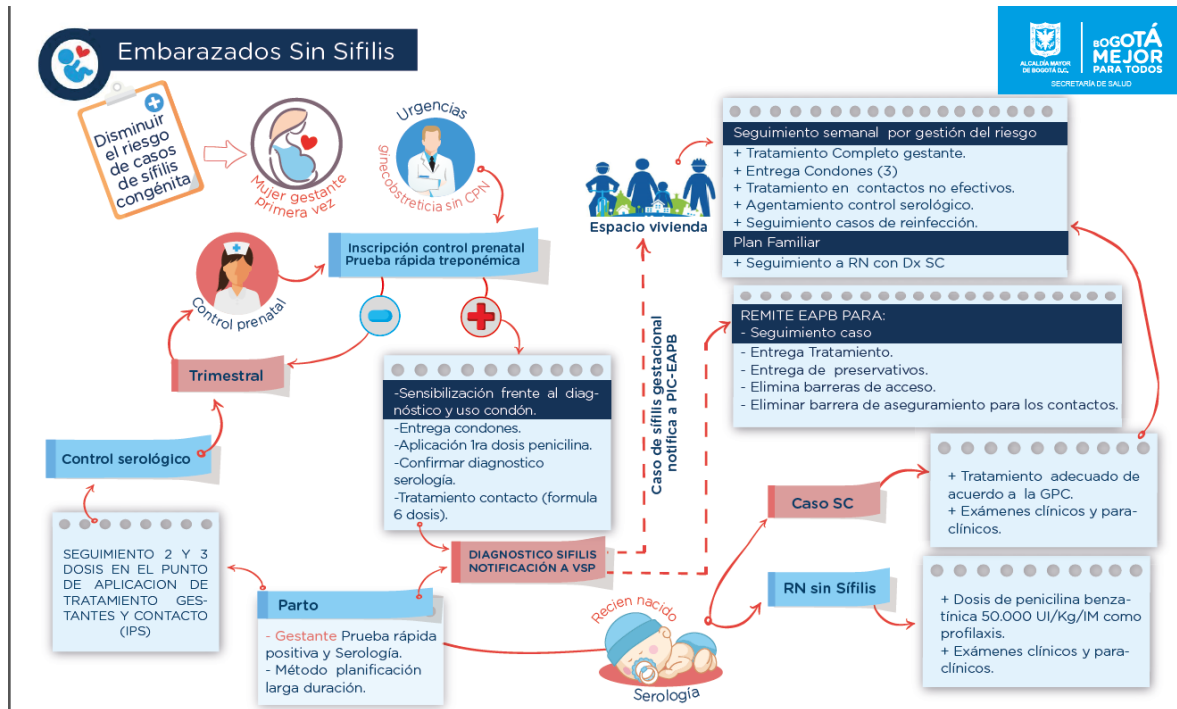 Embarazados Sin Sifilis
ALCALDÍA MAYOR
DE BOGOTÁ D.C.
BOGOTÁ
MEJOR
PARA TODOS
SECRETARÍA DE SALUD
Disminuir
el riesgo
de casos
de sífilis
congénita
Mujer gestante
primera vez
Urgencias
ginecobstreticia sin CPN
Espacio vivienda
Seguimiento semanal por gestión del riesgo
+ Tratamiento Completo gestante.
+ Entrega Condones (3)
+ Tratamiento en contactos no efectivos.
+ Agentamiento control serológico.
+ Seguimiento casos de reinfección.
Plan Familiar
+ Seguimiento a RN con Dx SC
Control prenatal
Inscripción control prenatal
Prueba rápida treponémica
Trimestral
Control serológico
-Sensibilización frente al diag-
nóstico y uso condón.
-Entrega condones.
-Aplicación 1ra dosis penicilina.
-Confirmar diagnostico
serología.
-Tratamiento contacto (formula
6 dosis).
Caso de sífilis gestacional
notifica a PIC-EAPB
REMITE EAPB PARA:
- Seguimiento caso
- Entrega Tratamiento.
- Entrega de preservativos.
- Elimina barreras de acceso.
- Eliminar barrera de aseguramiento para los contactos.
SEGUIMIENTO 2 Y 3
DOSIS EN EL PUNTO
DE APLICACION DE
TRATAMIENTO GES-
TANTES Y CONTACTO
(IPS)
DIAGNOSTICO SIFILIS
NOTIFICACIÓN A VSP
Parto
- Gestante Prueba rápida
positiva y Serología.
- Método planificación
larga duración.
Recien nacido
Serología
Caso SC
+ Tratamiento adecuado de
acuerdo a la GPC.
+ Exámenes clínicos y para-
clínicos.
RN sin Sífilis
+ Dosis de penicilina benza-
tínica 50.000 UI/Kg/IM como
profilaxis.
+ Exámenes clínicos y para-
clínicos.